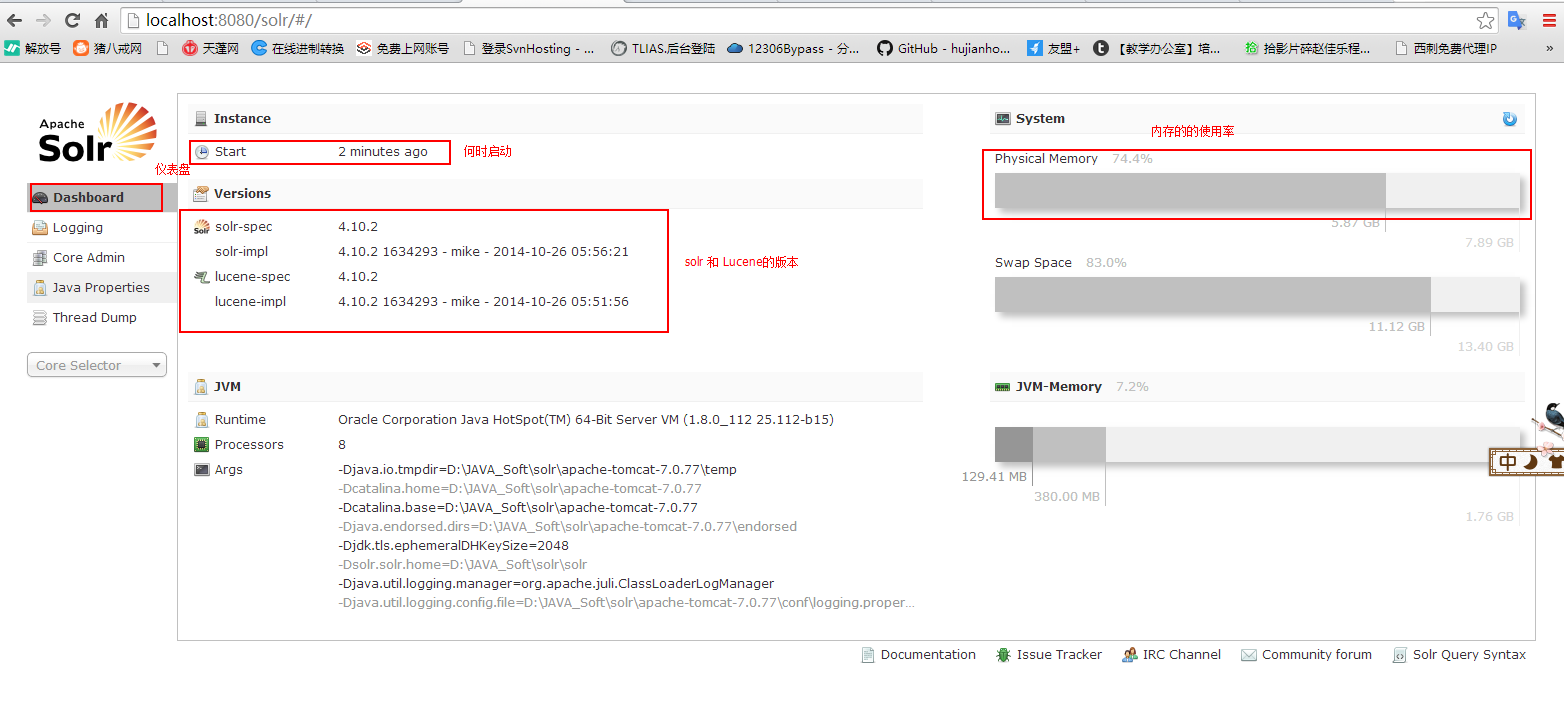 localhost:8080/solr/#/
解放号 猪八戒网 天蓬网 在线进制转换 免费上网账号 登录SvnHosting - ... TLIAS.后台登陆 12306Bypass - 分... GitHub - hujianho... 友盟+ 【教学办公室】培... 拾影片碎赵佳乐程... 西刺免费代理IP »
Apache
Solr
仪表盘
Dashboard
Logging
Core Admin
Java Properties
Thread Dump
Core Selector
Instance
Start 2 minutes ago 何时启动
Versions
solr-spec 4.10.2
solr-impl 4.10.2 1634293 - mike - 2014-10-26 05:56:21
lucene-spec 4.10.2
lucene-impl 4.10.2 1634293 - mike - 2014-10-26 05:51:56
solr 和 Lucene的版本
JVM
Runtime Oracle Corporation Java HotSpot(TM) 64-Bit Server VM (1.8.0_112 25.112-b15)
Processors 8
Args -Djava.io.tmpdir=D:\JAVA_Soft\solr\apache-tomcat-7.0.77\temp
-Dcatalina.home=D:\JAVA_Soft\solr\apache-tomcat-7.0.77
-Dcatalina.base=D:\JAVA_Soft\solr\apache-tomcat-7.0.77
-Djava.endorsed.dirs=D:\JAVA_Soft\solr\apache-tomcat-7.0.77\endorsed
-Djdk.tls.ephemeralDHKeySize=2048
-Dsolr.solr.home=D:\JAVA_Soft\solr\solr
-Djava.util.logging.manager=org.apache.juli.ClassLoaderLogManager
-Djava.util.logging.config.file=D:\JAVA_Soft\solr\apache-tomcat-7.0.77\conf\logging.proper...
System
内存的的使用率
Physical Memory 74.4%
5.87 GB
7.89 GB
Swap Space 83.0%
11.12 GB
13.40 GB
JVM-Memory 7.2%
129.41 MB
380.00 MB
1.76 GB
中
Documentation Issue Tracker IRC Channel Community forum Solr Query Syntax